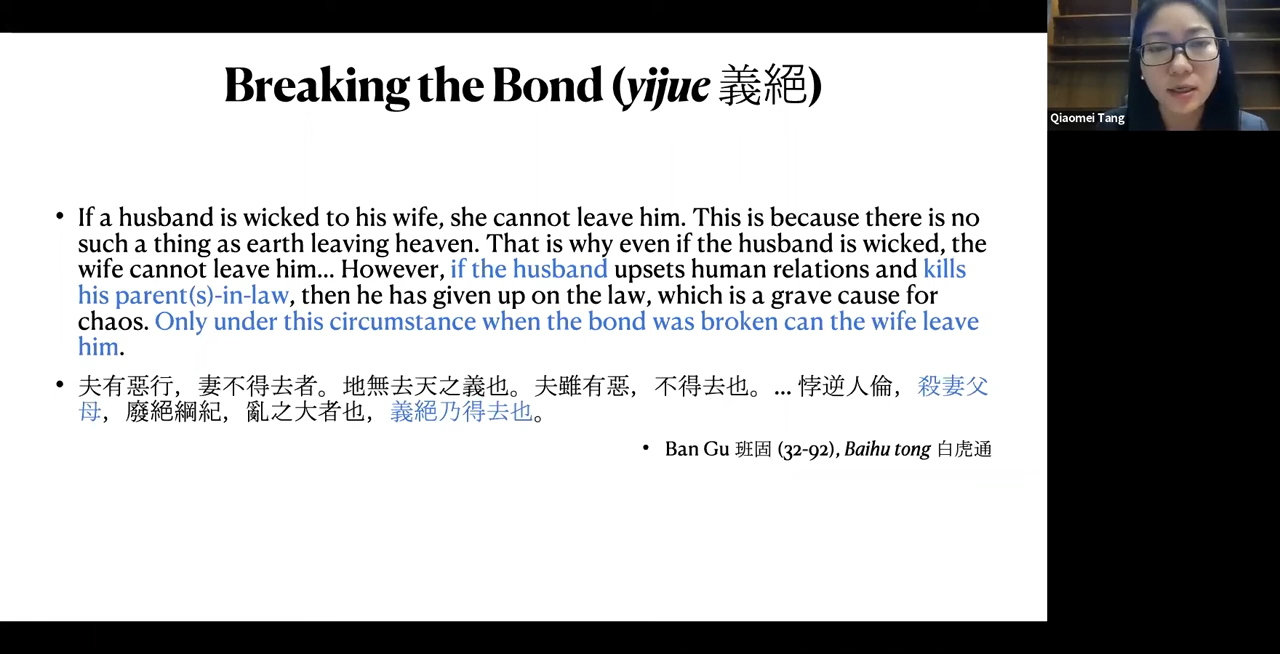 Breaking the Bond (yijue 義絕)
Qiaomei Tang
• If a husband is wicked to his wife, she cannot leave him. This is because there is no
such a thing as earth leaving heaven. That is why even if the husband is wicked, the
wife cannot leave him... However, if the husband upsets human relations and kills
his parent(s)-in-law, then he has given up on the law, which is a grave cause for
chaos. Only under this circumstance when the bond was broken can the wife leave
him.
• 夫有惡行，妻不得去者。地無去天之義也。夫雖有惡，不得去也。... 悖逆人倫，殺妻父
母，廢絕綱紀，亂之大者也，義絕乃得去也。
• Ban Gu 班固 (32-92), Baihu tong 白虎通